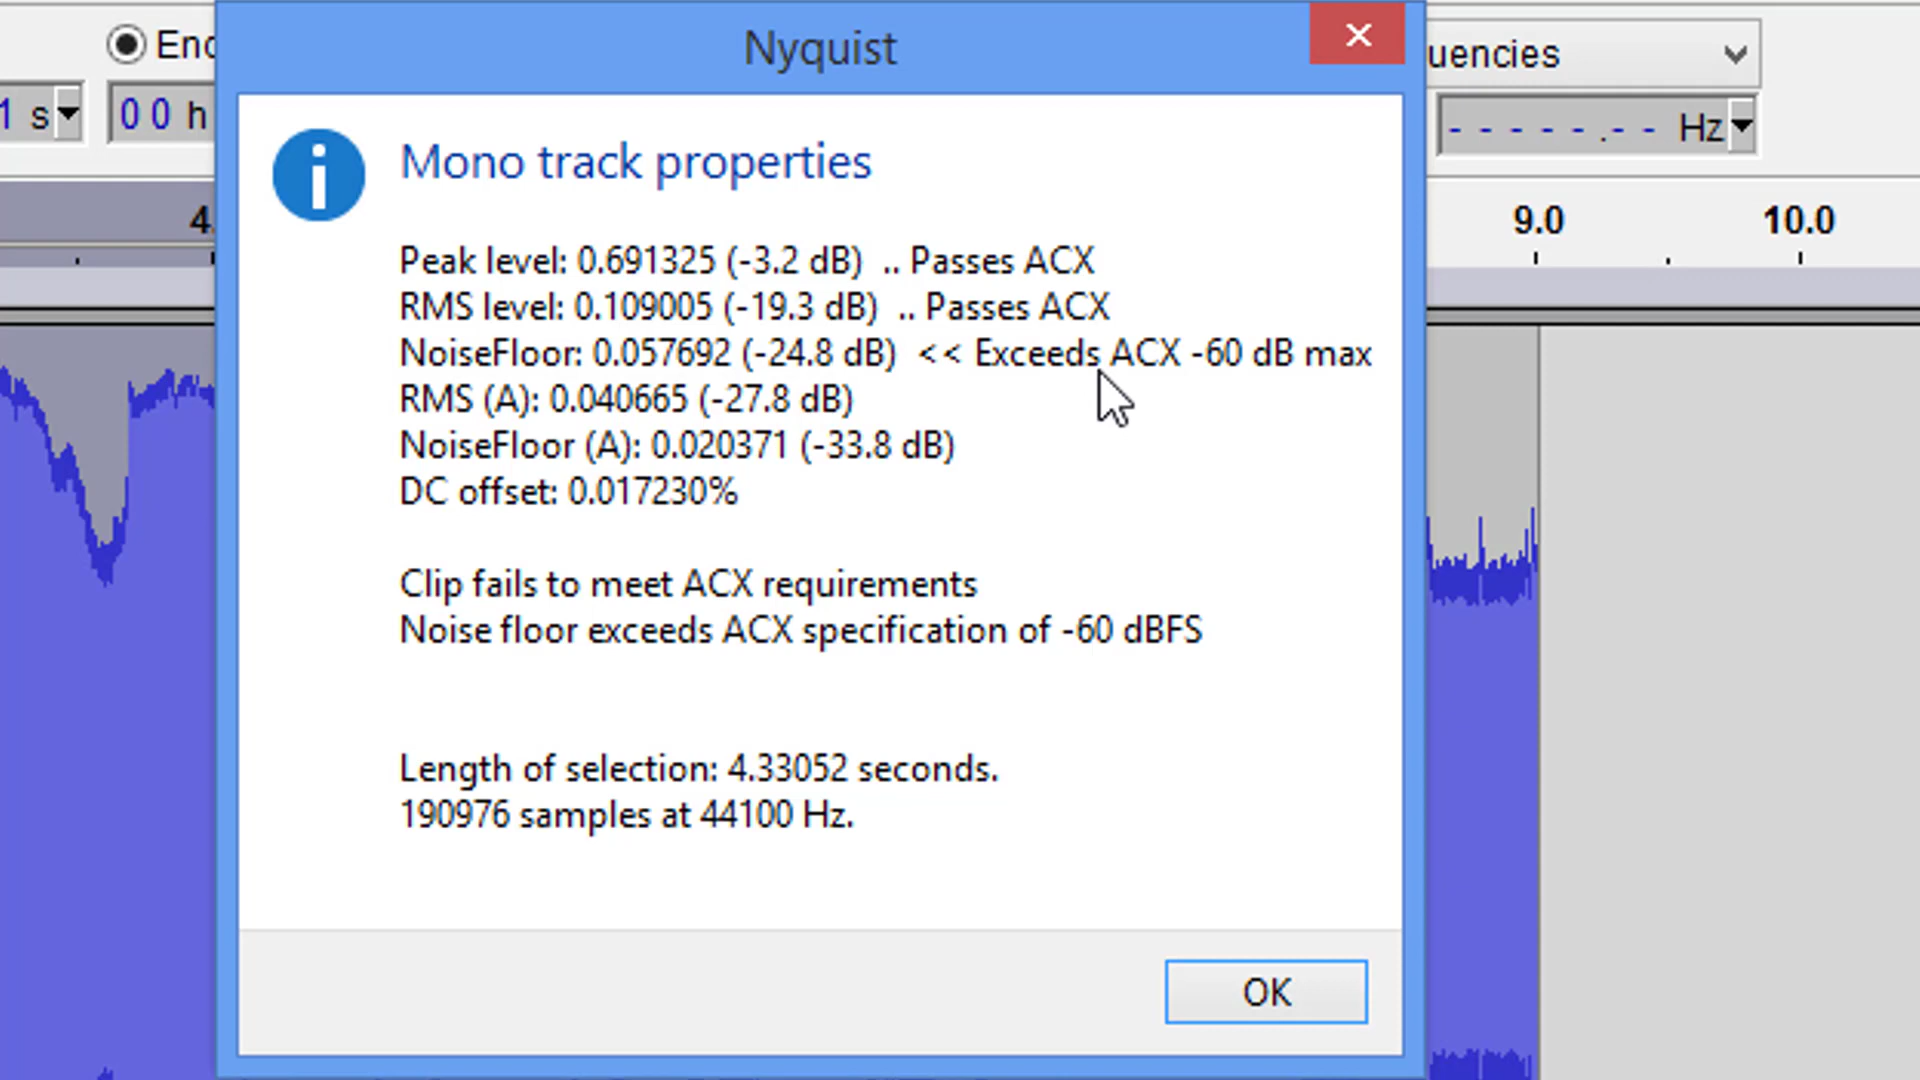 Nyquist
End
uencies
1 s
00 h
- - - - - . - - Hz
4.
9.0
10.0
Mono track properties
Peak level: 0.691325 (-3.2 dB) .. Passes ACX
RMS level: 0.109005 (-19.3 dB) .. Passes ACX
NoiseFloor: 0.057692 (-24.8 dB) << Exceeds ACX -60 dB max
RMS (A): 0.040665 (-27.8 dB)
NoiseFloor (A): 0.020371 (-33.8 dB)
DC offset: 0.017230%
Clip fails to meet ACX requirements
Noise floor exceeds ACX specification of -60 dBFS
Length of selection: 4.33052 seconds.
190976 samples at 44100 Hz.
OK